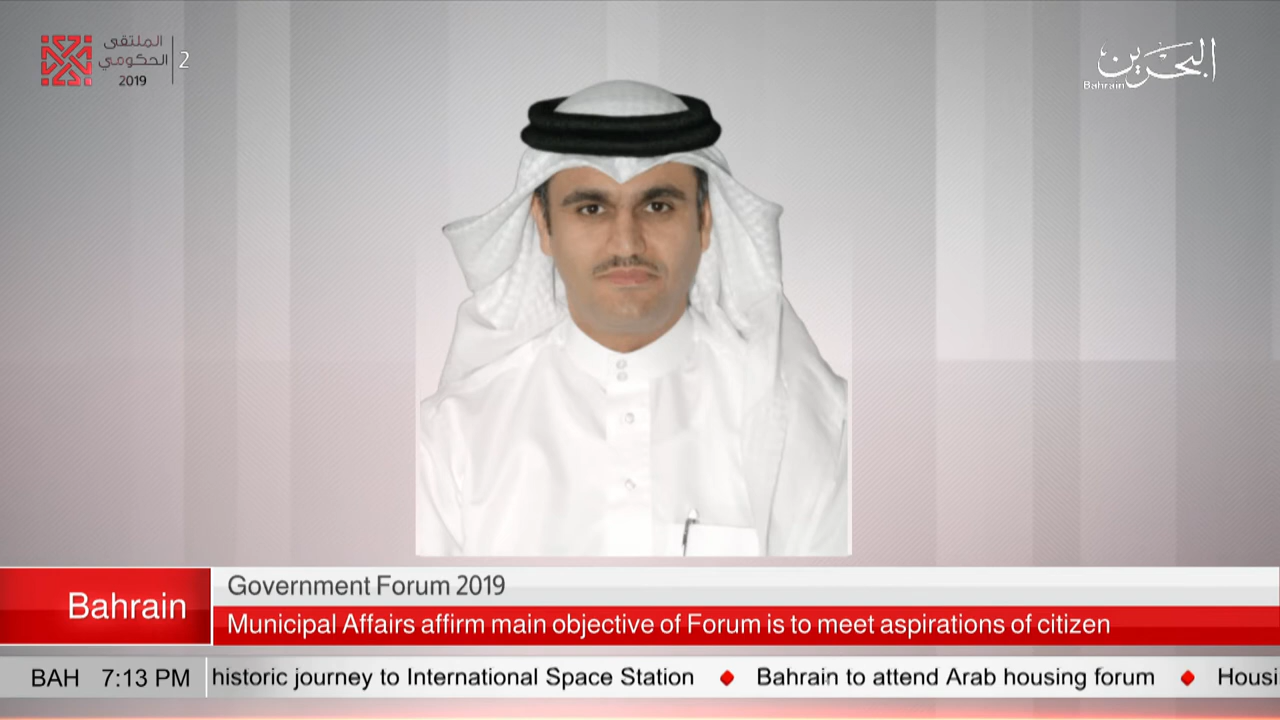 الملتقى
الحكومي
2019
2
البحرين
Bahrain
Bahrain
Government Forum 2019
Municipal Affairs affirm main objective of Forum is to meet aspirations of citizen
BAH 7:13 PM
historic journey to International Space Station
Bahrain to attend Arab housing forum
Housi